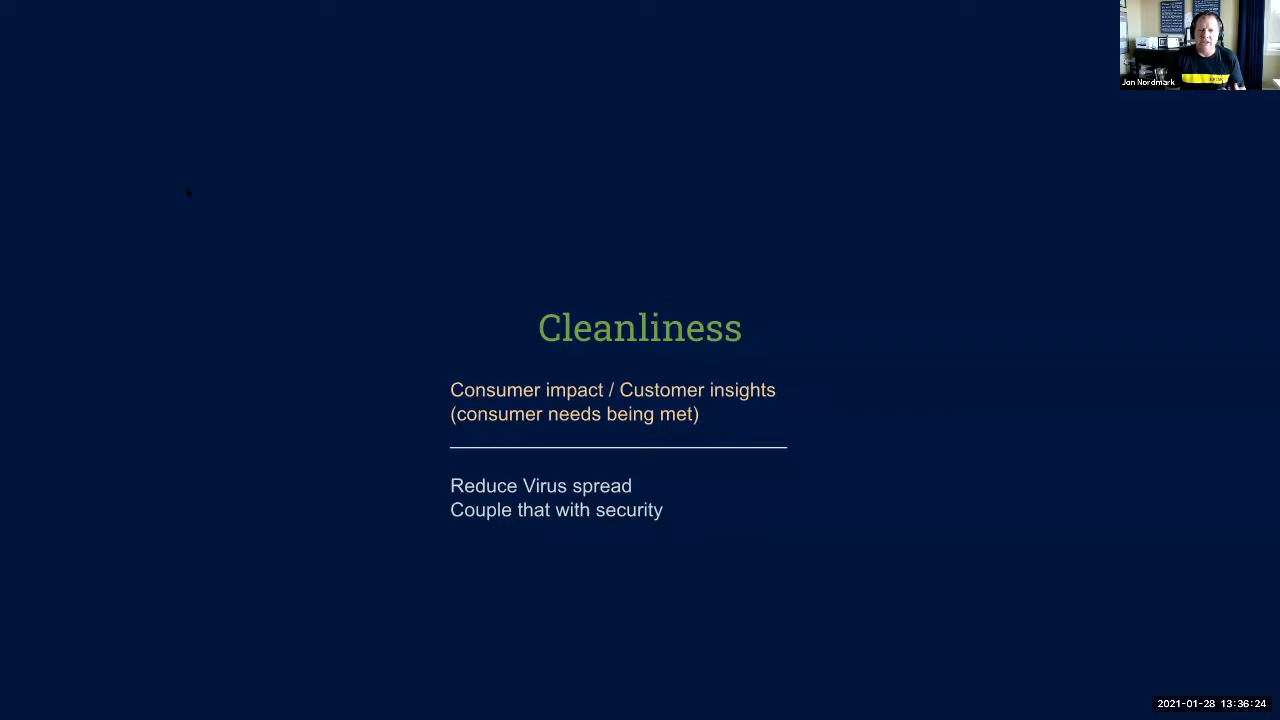 Jon Nordmark
Cleanliness
Consumer impact / Customer insights
(consumer needs being met)
Reduce Virus spread
Couple that with security
2021-01-28 13:36:24